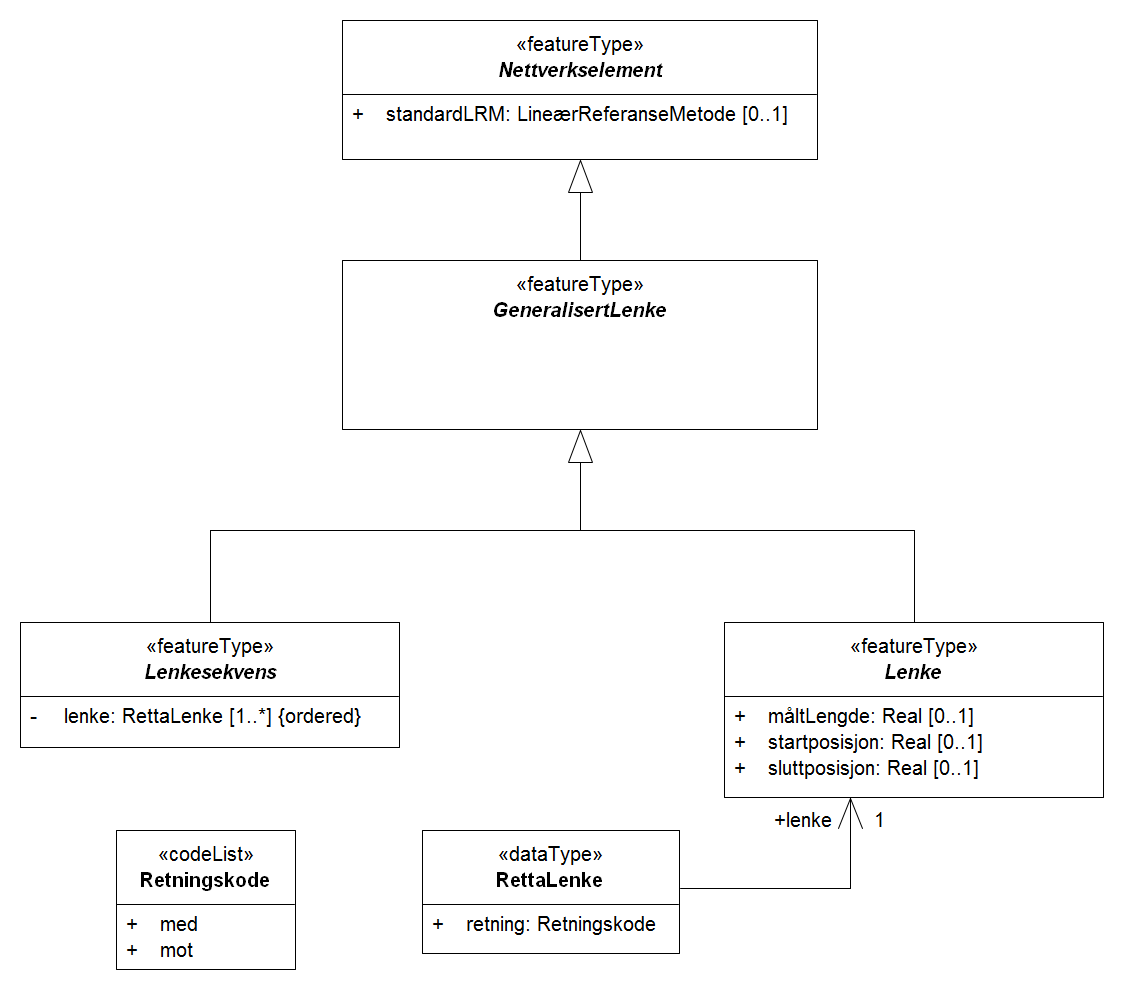 «featureType»
Nettverkselement
+ standardLRM: LineærReferanseMetode [0..1]
«featureType»
GeneralisertLenke
«featureType»
Lenkesekvens
- lenke: RettaLenke [1..*] {ordered}
«featureType»
Lenke
+ måltLengde: Real [0..1]
+ startposisjon: Real [0..1]
+ sluttposisjon: Real [0..1]
+lenke 1
«codeList»
Retningskode
+ med
+ mot
«dataType»
RettaLenke
+ retning: Retningskode